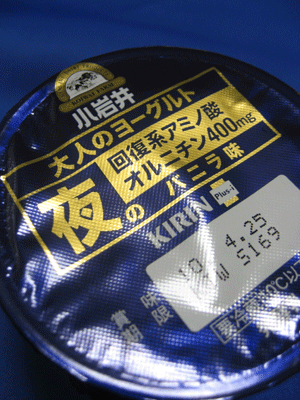 KOIWAI FARM
小岩井
大人のヨーグルト
夜の
回復系アミノ酸
オルニチン400mg
バニラ味
KIRIN Plus-i
賞味
期限
10. 4.25
S169